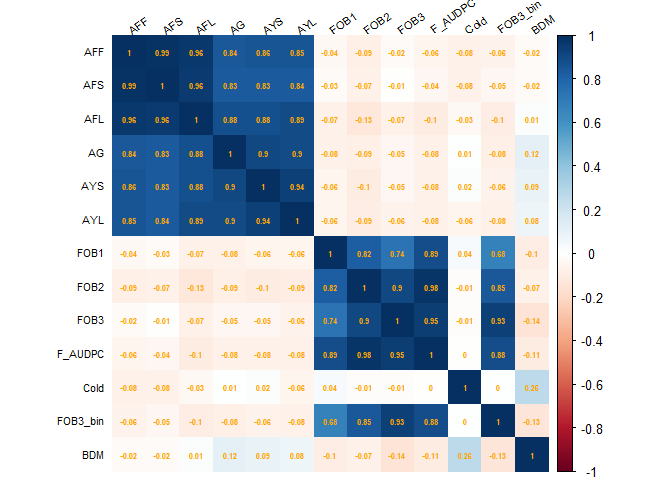 AFF AFS AFL AG AYS AYL FOB1 FOB2 FOB3 F_AUDPC Cold FOB3_bin BDM
AFF 1 0.99 0.96 0.84 0.86 0.85 -0.04 -0.09 -0.02 -0.06 -0.08 -0.06 -0.02
AFS 0.99 1 0.96 0.83 0.83 0.84 -0.03 -0.07 -0.01 -0.04 -0.08 -0.05 -0.02
AFL 0.96 0.96 1 0.88 0.88 0.89 -0.07 -0.13 -0.07 -0.1 -0.03 -0.1 0.01
AG 0.84 0.83 0.88 1 0.9 0.9 -0.08 -0.09 -0.05 -0.08 0.01 -0.08 0.12
AYS 0.86 0.83 0.88 0.9 1 0.94 -0.06 -0.1 -0.05 -0.08 0.02 -0.06 0.09
AYL 0.85 0.84 0.89 0.9 0.94 1 -0.06 -0.09 -0.06 -0.08 -0.06 -0.08 0.08
FOB1 -0.04 -0.03 -0.07 -0.08 -0.06 -0.06 1 0.82 0.74 0.89 0.04 0.68 -0.1
FOB2 -0.09 -0.07 -0.13 -0.09 -0.1 -0.09 0.82 1 0.9 0.98 -0.01 0.85 -0.07
FOB3 -0.02 -0.01 -0.07 -0.05 -0.05 -0.06 0.74 0.9 1 0.95 -0.01 0.93 -0.14
F_AUDPC -0.06 -0.04 -0.1 -0.08 -0.08 -0.08 0.89 0.98 0.95 1 0 0.88 -0.11
Cold -0.08 -0.08 -0.03 0.01 0.02 -0.06 0.04 -0.01 -0.01 0 1 0 0.26
FOB3_bin -0.06 -0.05 -0.1 -0.08 -0.06 -0.08 0.68 0.85 0.93 0.88 0 1 -0.13
BDM -0.02 -0.02 0.01 0.12 0.09 0.08 -0.1 -0.07 -0.14 -0.11 0.26 -0.13 1
1
0.8
0.6
0.4
0.2
0
-0.2
-0.4
-0.6
-0.8
-1